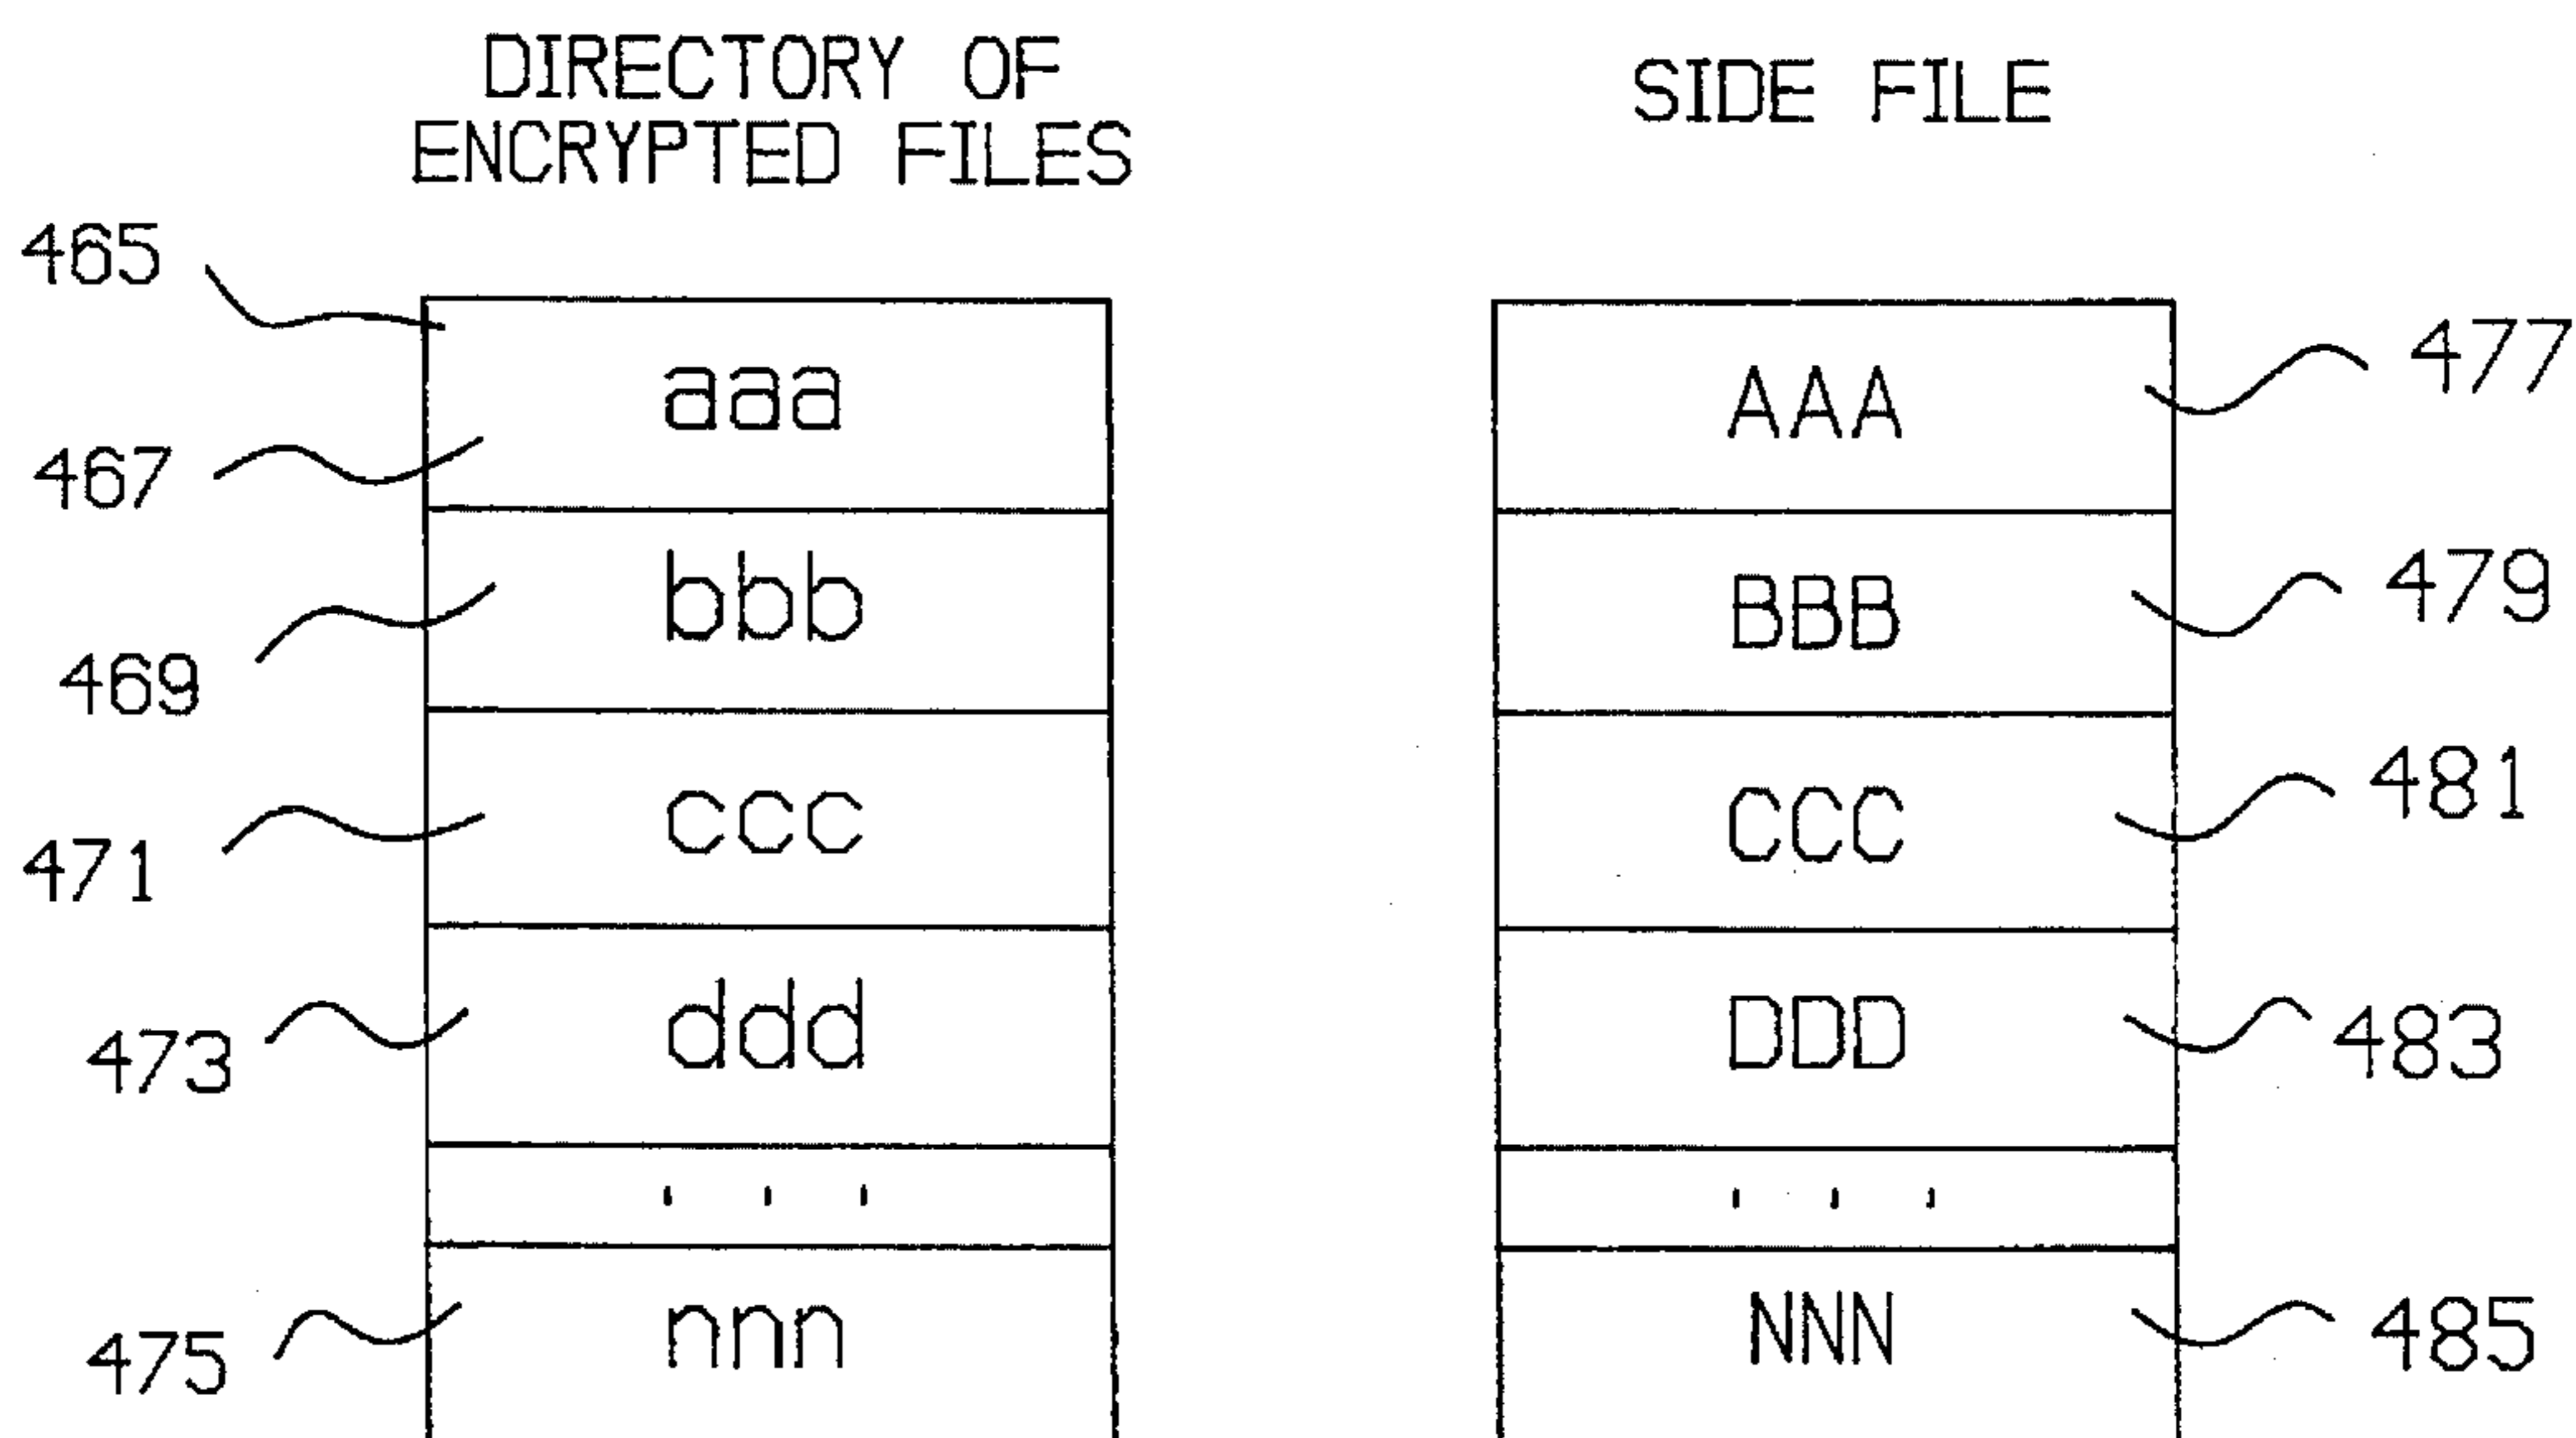 DIRECTORY OF
ENCRYPTED FILES
465
467
469
471
473
475
aaa
bbb
ccc
ddd
. . .
nnn
SIDE FILE
AAA
BBB
CCC
DDD
. . .
NNN
477
479
481
483
485